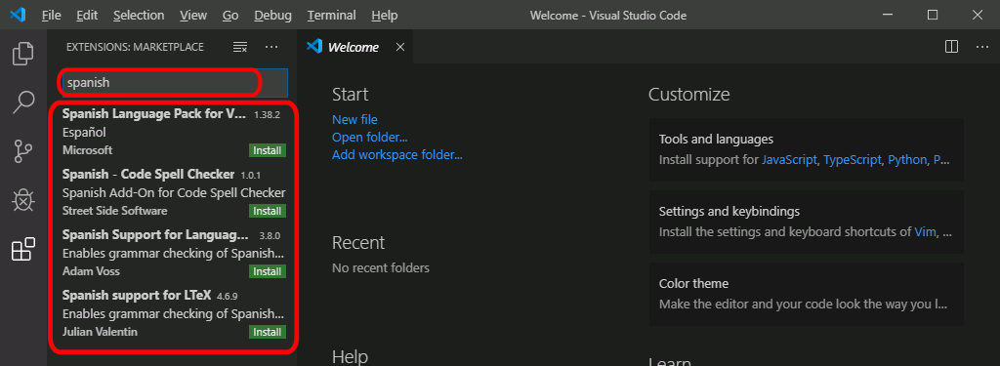 File Edit Selection View Go Debug Terminal Help Welcome - Visual Studio Code
EXTENSIONS: MARKETPLACE
Welcome
spanish
Spanish Language Pack for V... 1.38.2
Español
Microsoft Install
Spanish - Code Spell Checker 1.0.1
Spanish Add-On for Code Spell Checker
Street Side Software Install
Spanish Support for Languag... 3.8.0
Enables grammar checking of Spanish...
Adam Voss Install
Spanish support for LTeX 4.6.9
Enables grammar checking of Spanish...
Julian Valentin Install
Start
New file
Open folder...
Add workspace folder...
Recent
No recent folders
Help
Customize
Tools and languages
Install support for JavaScript, TypeScript, Python, P...
Settings and keybindings
Install the settings and keyboard shortcuts of Vim, ...
Color theme
Make the editor and your code look the way you l...
Learn